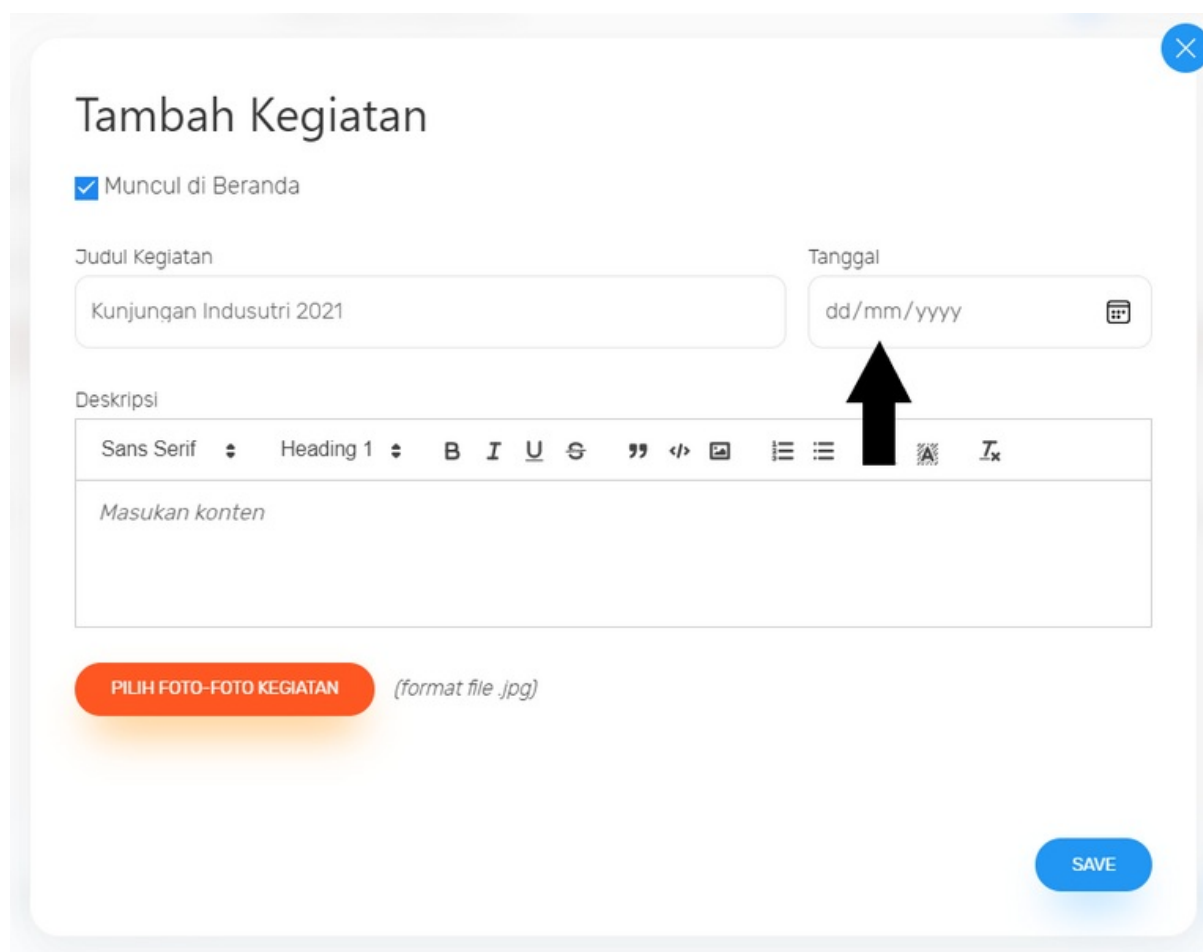 Tambah Kegiatan
Muncul di Beranda
Judul Kegiatan
Tanggal
Kunjungan Indusutri 2021
dd/mm/yyyy
Deskripsi
Sans Serif Heading 1 B I U S A Tx
Masukan konten
PILIH FOTO-FOTO KEGIATAN (format file .jpg)
SAVE